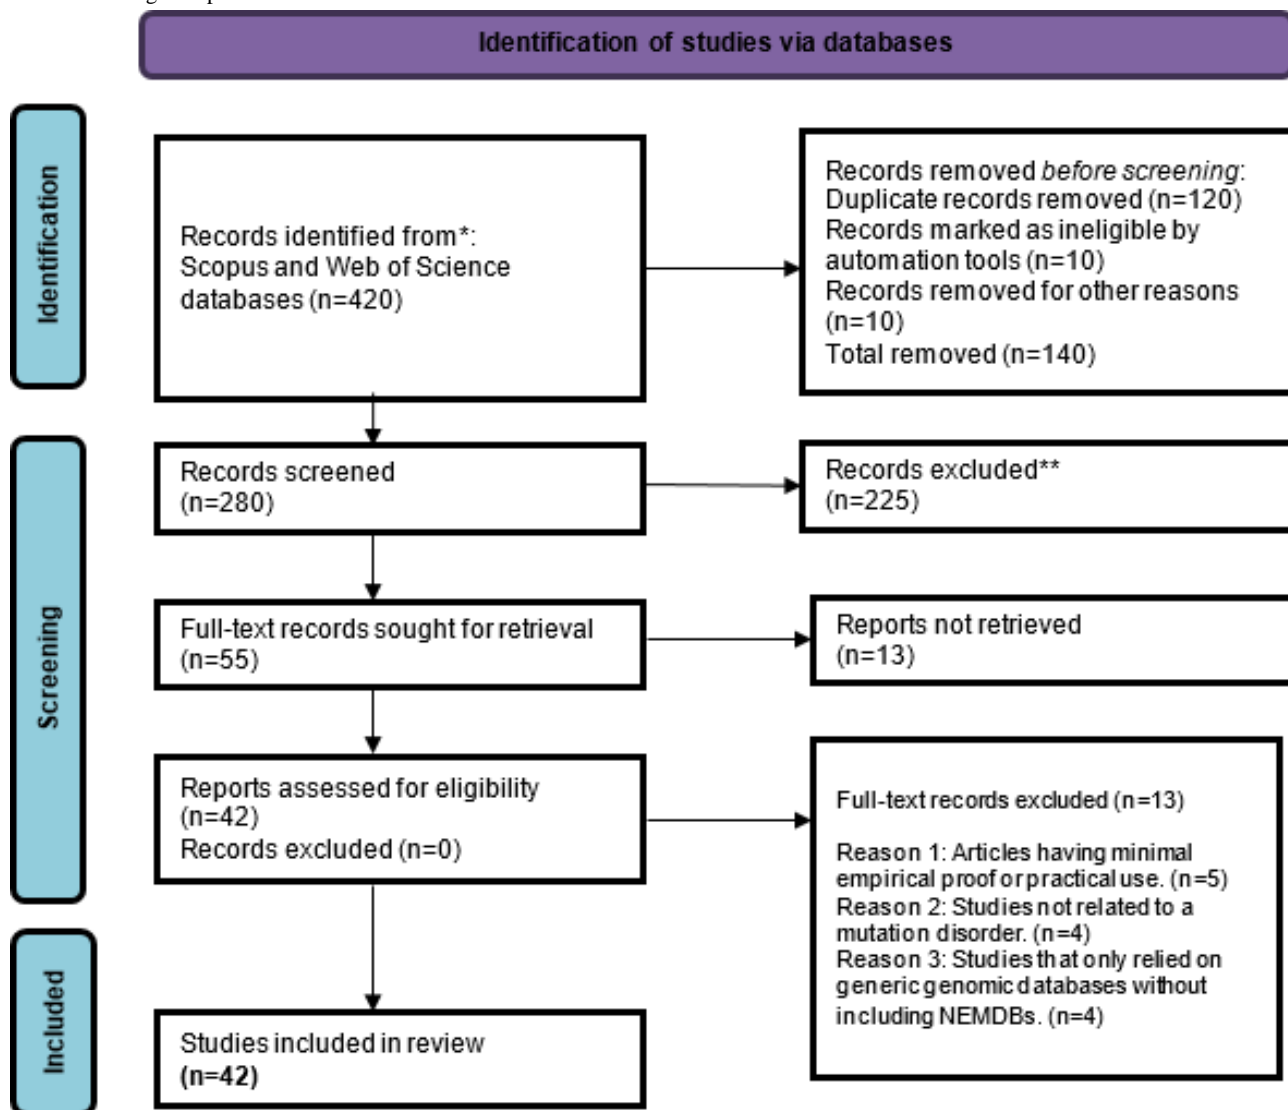 Identification of studies via databases
Identification
Records identified from*:
Scopus and Web of Science
databases (n=420)
Records removed before screening:
Duplicate records removed (n=120)
Records marked as ineligible by
automation tools (n=10)
Records removed for other reasons
(n=10)
Total removed (n=140)
Screening
Records screened
(n=280)
Records excluded**
(n=225)
Full-text records sought for retrieval
(n=55)
Reports not retrieved
(n=13)
Reports assessed for eligibility
(n=42)
Records excluded (n=0)
Full-text records excluded (n=13)
Reason 1: Articles having minimal
empirical proof or practical use. (n=5)
Reason 2: Studies not related to a
mutation disorder. (n=4)
Reason 3: Studies that only relied on
generic genomic databases without
including NEMDBs. (n=4)
Included
Studies included in review
(n=42)